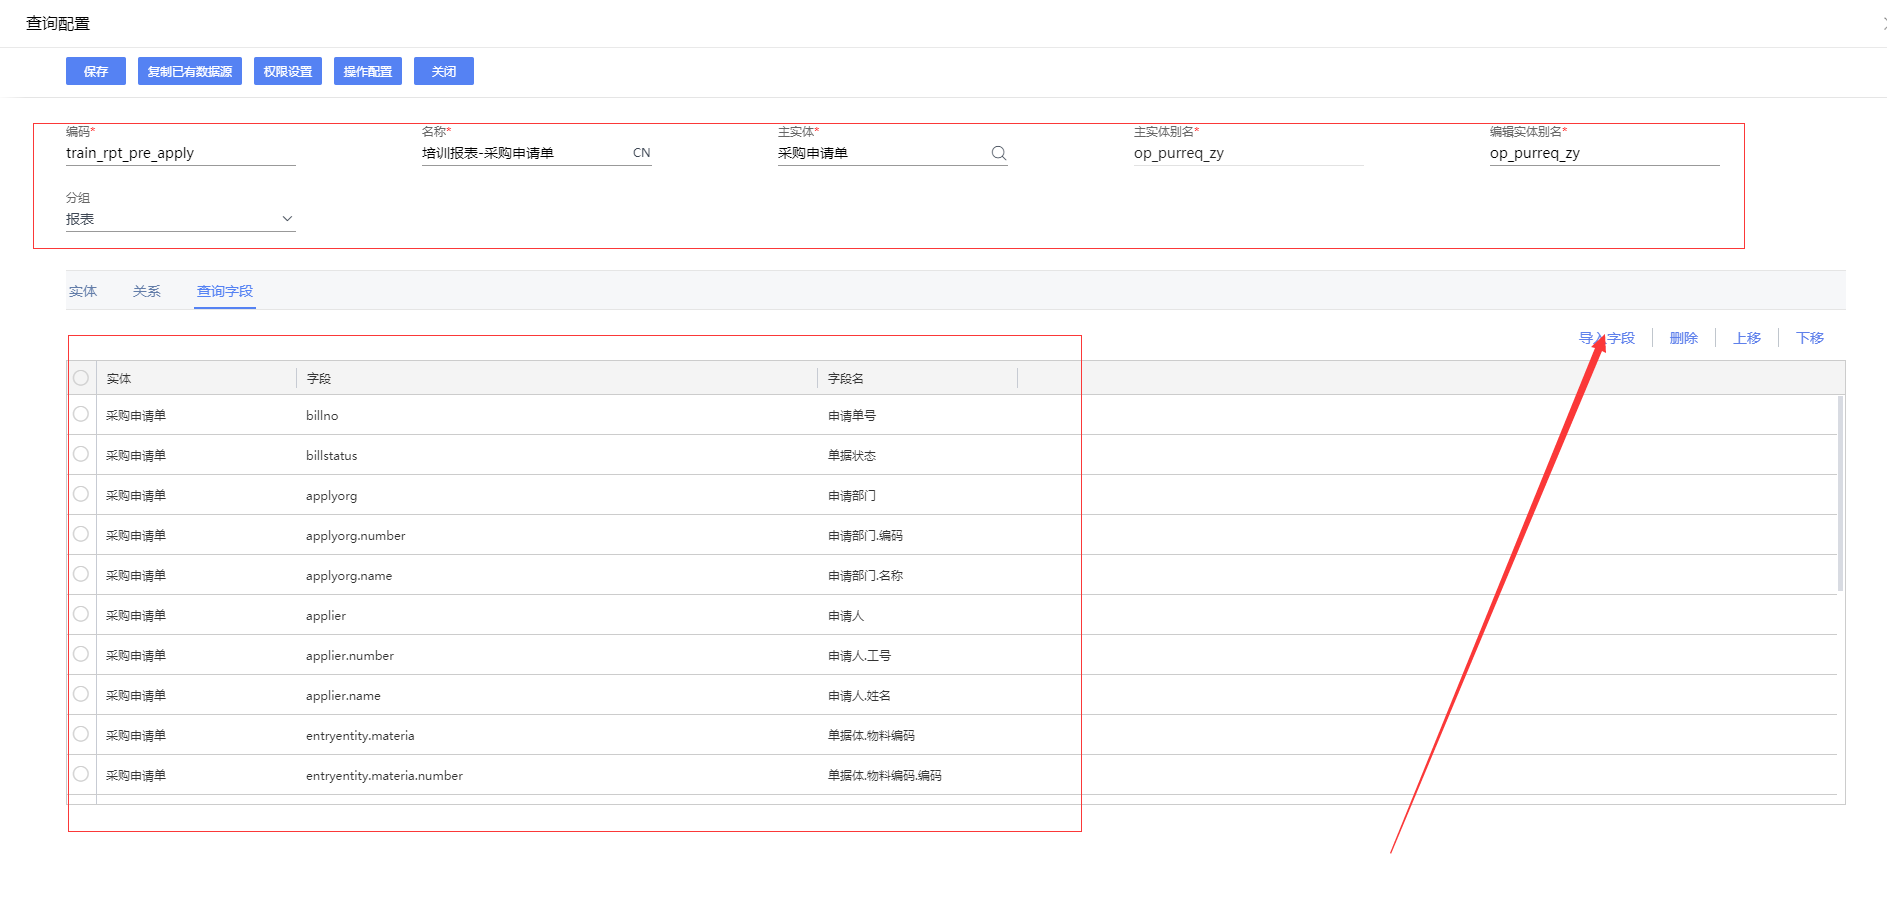 查询配置
保存 复制已有数据源 权限设置 操作配置 关闭
编码* 名称* 主实体* 主实体别名* 编辑实体别名*
train_rpt_pre_apply 培训报表-采购申请单 CN 采购申请单 op_purreq_zy op_purreq_zy
分组
报表
实体 关系 查询字段
导入字段 删除 上移 下移
实体 字段 字段名
采购申请单 billno 申请单号
采购申请单 billstatus 单据状态
采购申请单 applyorg 申请部门
采购申请单 applyorg.number 申请部门.编码
采购申请单 applyorg.name 申请部门.名称
采购申请单 applier 申请人
采购申请单 applier.number 申请人.工号
采购申请单 applier.name 申请人.姓名
采购申请单 entryentity.materia 单据体.物料编码
采购申请单 entryentity.materia.number 单据体.物料编码.编码